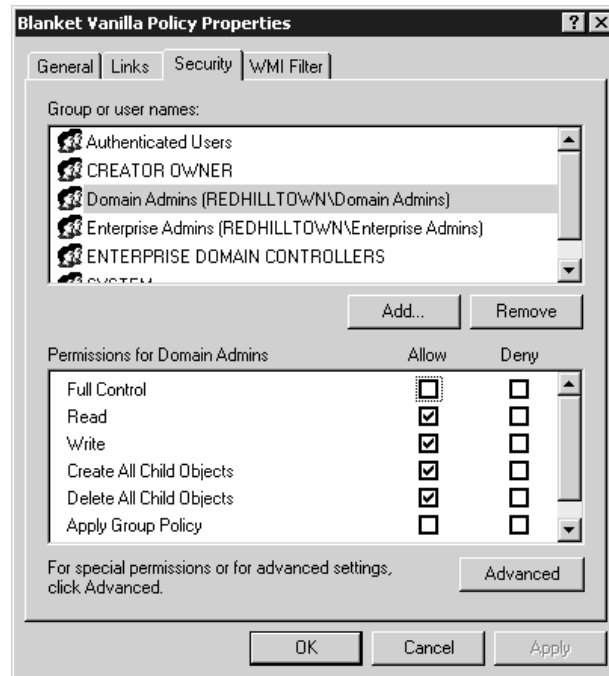 Blanket Vanilla Policy Properties
General Links Security WMI Filter
Group or user names:
Authenticated Users
CREATOR OWNER
Domain Admins (REDHILLTOWN\Domain Admins)
Enterprise Admins (REDHILLTOWN\Enterprise Admins)
ENTERPRISE DOMAIN CONTROLLERS
Add... Remove
Permissions for Domain Admins Allow Deny
Full Control
Read
Write
Create All Child Objects
Delete All Child Objects
Apply Group Policy
For special permissions or for advanced settings,
click Advanced.
Advanced
OK Cancel Apply